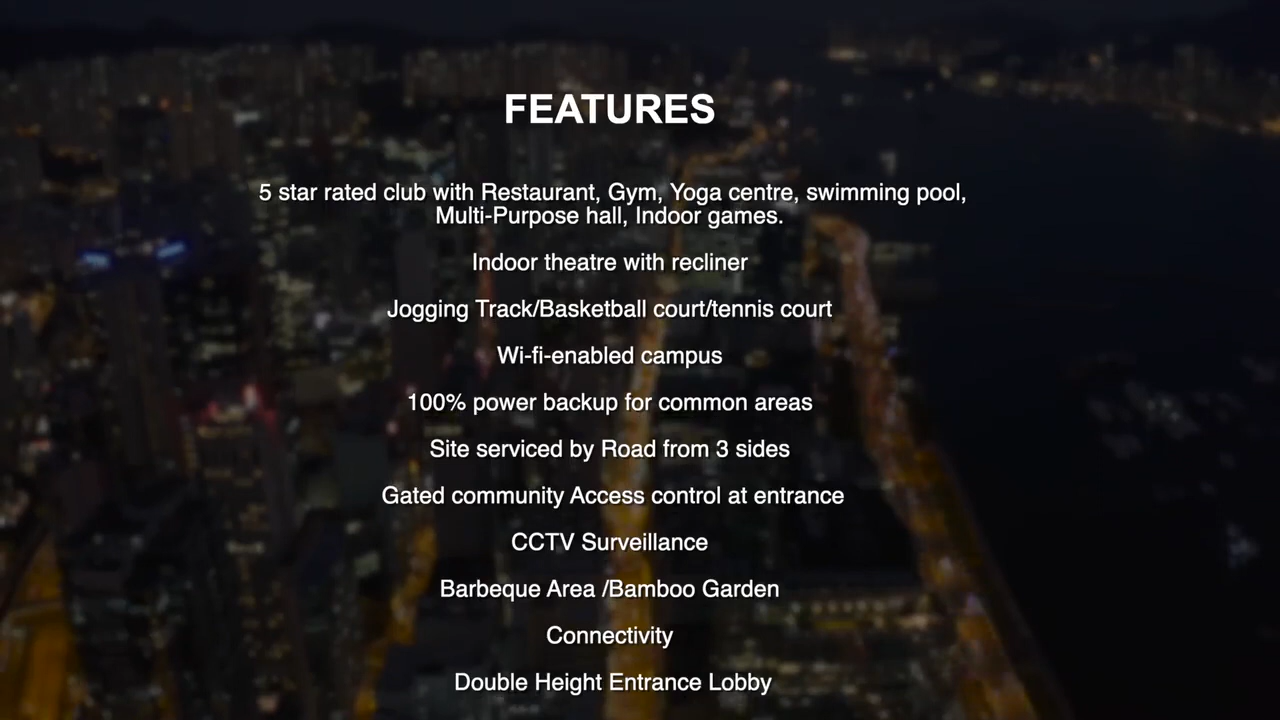 FEATURES
5 star rated club with Restaurant, Gym, Yoga centre, swimming pool,
Multi-Purpose hall, Indoor games.
Indoor theatre with recliner
Jogging Track/Basketball court/tennis court
Wi-fi-enabled campus
100% power backup for common areas
Site serviced by Road from 3 sides
Gated community Access control at entrance
CCTV Surveillance
Barbeque Area /Bamboo Garden
Connectivity
Double Height Entrance Lobby